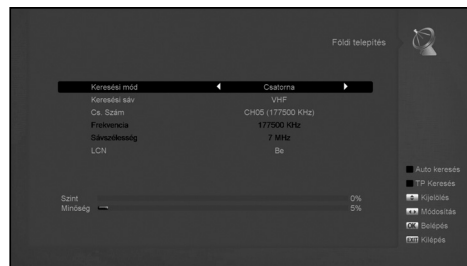 Földi telepítés
Keresési mód Csatorna
Keresési sáv VHF
Cs. Szám CH05 (177500 KHz)
Frekvencia 177500 KHz
Sávszélesség 7 MHz
LCN Be
Szint 0%
Minőség 5%
Auto keresés
TP Keresés
Kijelölés
Módosítás
OK Belépés
EXIT Kilépés